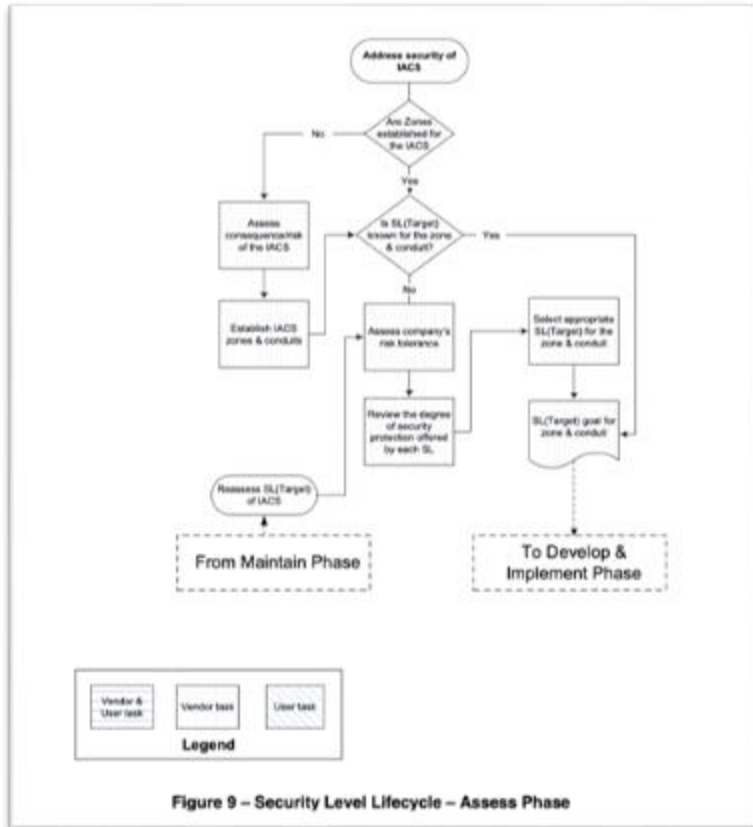 Address security of
IACS
Are Zones
established for
the IACS
No
Yes
Assess
consequence/risk
of the IACS
Is SL(Target)
known for the zone
& conduit?
Yes
No
Establish IACS
zones & conduits
Assess company's
risk tolerance
Select appropriate
SL(Target) for the
zone & conduit
Review the degree
of security
protection offered
by each SL
SL(Target) goal for
zone & conduit
Reassess SL(Target)
of IACS
From Maintain Phase
To Develop &
Implement Phase
Vendor &
User task
Vendor task
User task
Legend
Figure 9 – Security Level Lifecycle – Assess Phase